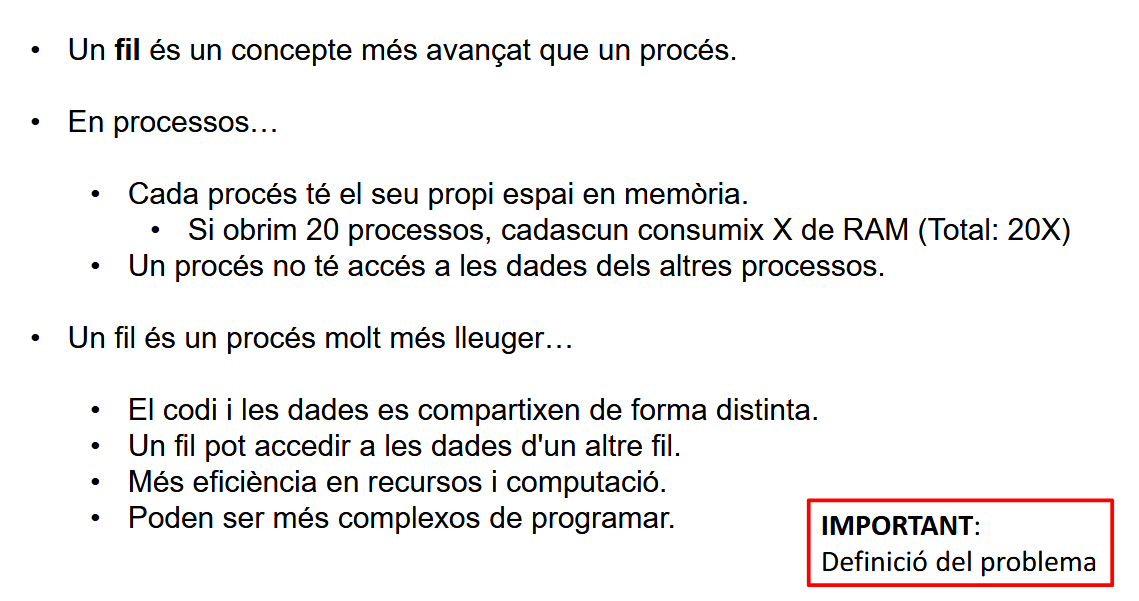 • Un fil és un concepte més avançat que un procés.
• En processos…
• Cada procés té el seu propi espai en memòria.
• Si obrim 20 processos, cadascun consumix X de RAM (Total: 20X)
• Un procés no té accés a les dades dels altres processos.
• Un fil és un procés molt més lleuger…
• El codi i les dades es compartixen de forma distinta.
• Un fil pot accedir a les dades d'un altre fil.
• Més eficiència en recursos i computació.
• Poden ser més complexos de programar.
IMPORTANT:
Definició del problema